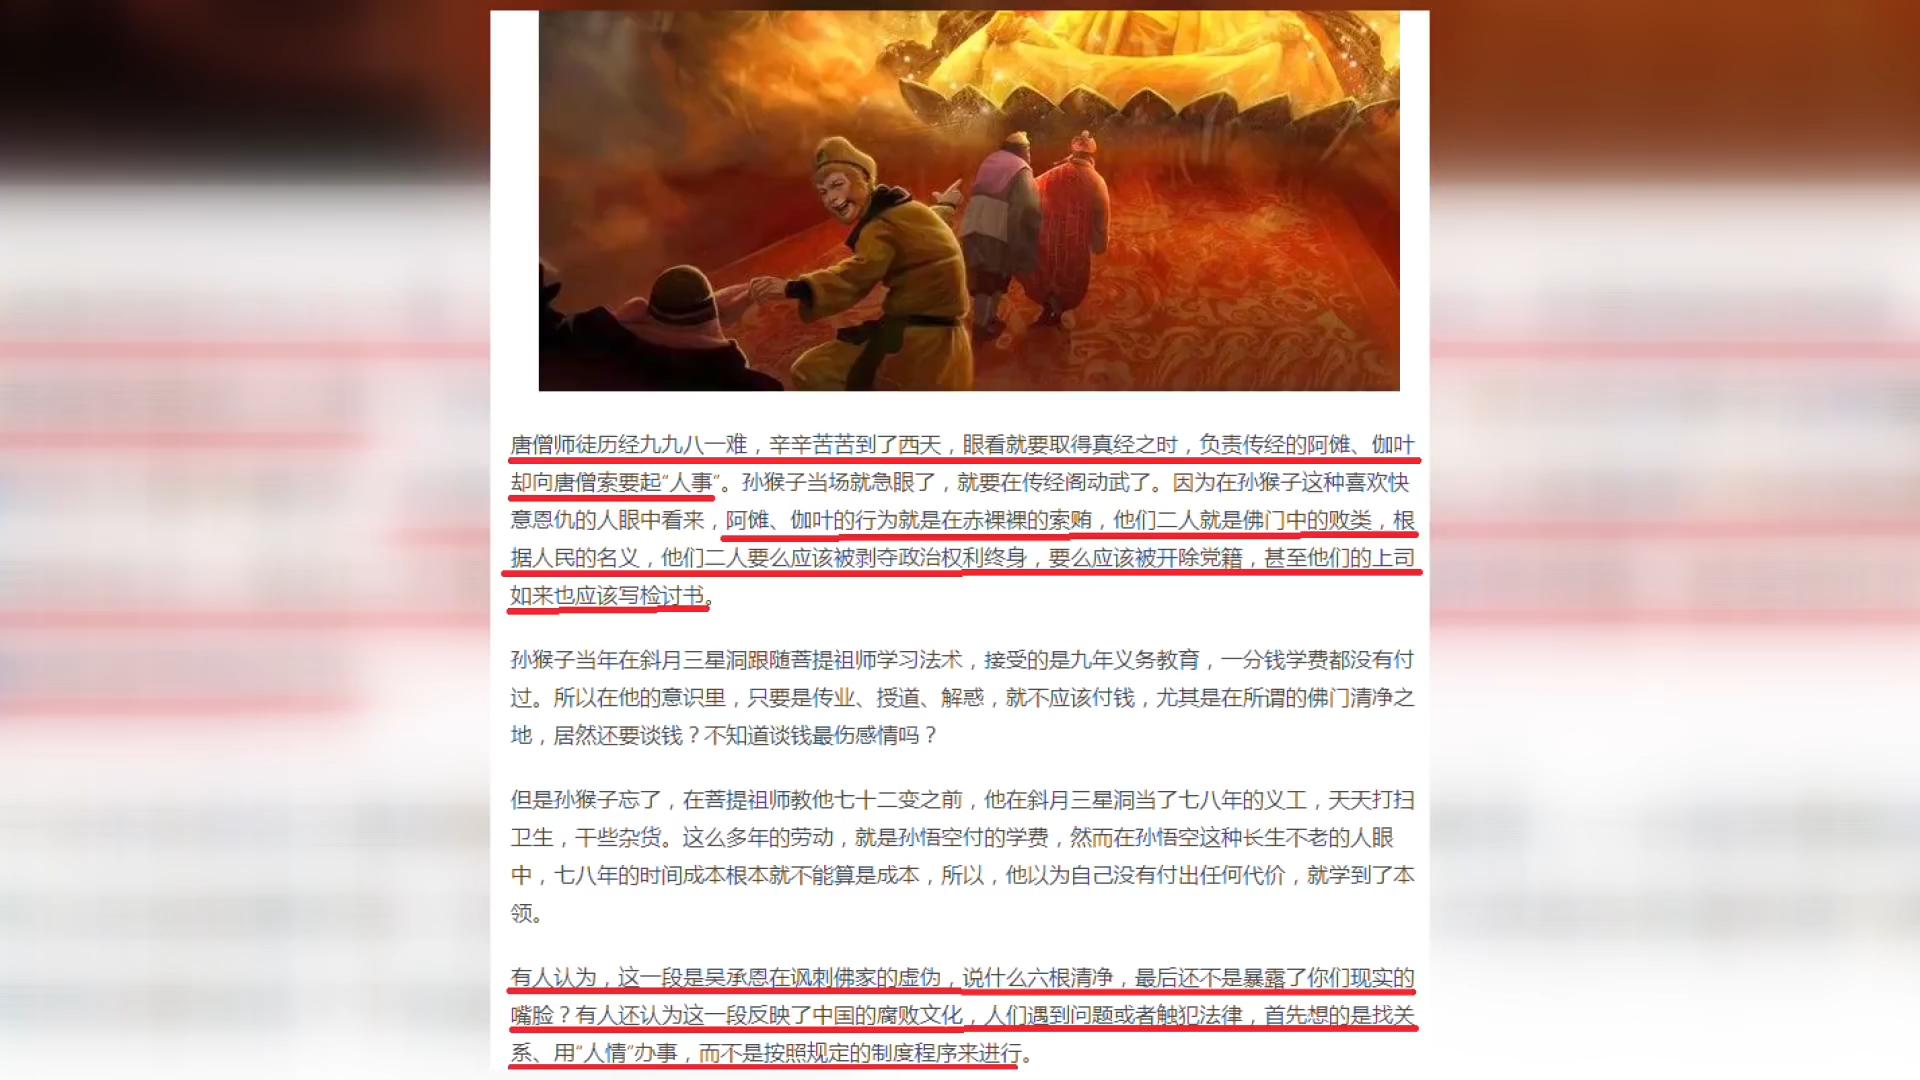 唐僧师徒历经九九八一难，辛辛苦苦到了西天，眼看就要取得真经之时，负责传经的阿傩、伽叶
却向唐僧索要起“人事”。孙猴子当场就急眼了，就要在传经阁动武了。因为在孙猴子这种喜欢快
意恩仇的人眼中看来，阿傩、伽叶的行为就是在赤裸裸的索贿，他们二人就是佛门中的败类，根
据人民的名义，他们二人要么应该被剥夺政治权利终身，要么应该被开除党籍，甚至他们的上司
如来也应该写检讨书。
孙猴子当年在斜月三星洞跟随菩提祖师学习法术，接受的是九年义务教育，一分钱学费都没有付
过。所以在他的意识里，只要是传业、授道、解惑，就不应该付钱，尤其是在所谓的佛门清净之
地，居然还要谈钱？不知道谈钱最伤感情吗？
但是孙猴子忘了，在菩提祖师教他七十二变之前，他在斜月三星洞当了七八年的义工，天天打扫
卫生，干些杂货。这么多年的劳动，就是孙悟空付的学费，然而在孙悟空这种长生不老的人眼
中，七八年的时间成本根本就不能算是成本，所以，他以为自己没有付出任何代价，就学到了本
领。
有人认为，这一段是吴承恩在讽刺佛家的虚伪，说什么六根清净，最后还不是暴露了你们现实的
嘴脸？有人还认为这一段反映了中国的腐败文化，人们遇到问题或者触犯法律，首先想的是找关
系、用“人情”办事，而不是按照规定的制度程序来进行。